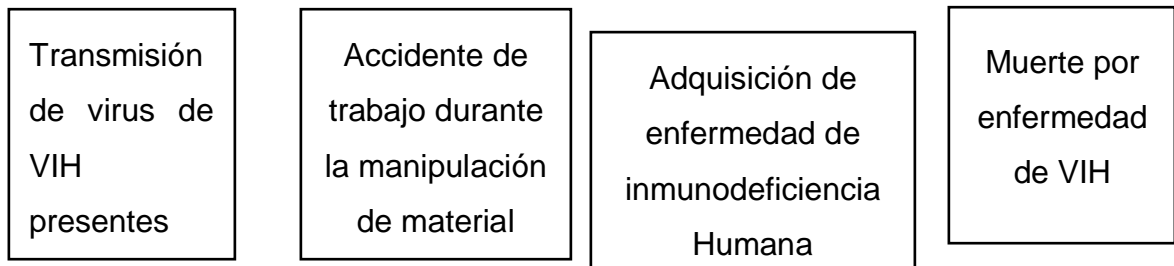 Transmisión
de virus de
VIH
presentes
Accidente de
trabajo durante
la manipulación
de material
Adquisición de
enfermedad de
inmunodeficiencia
Humana
Muerte por
enfermedad
de VIH